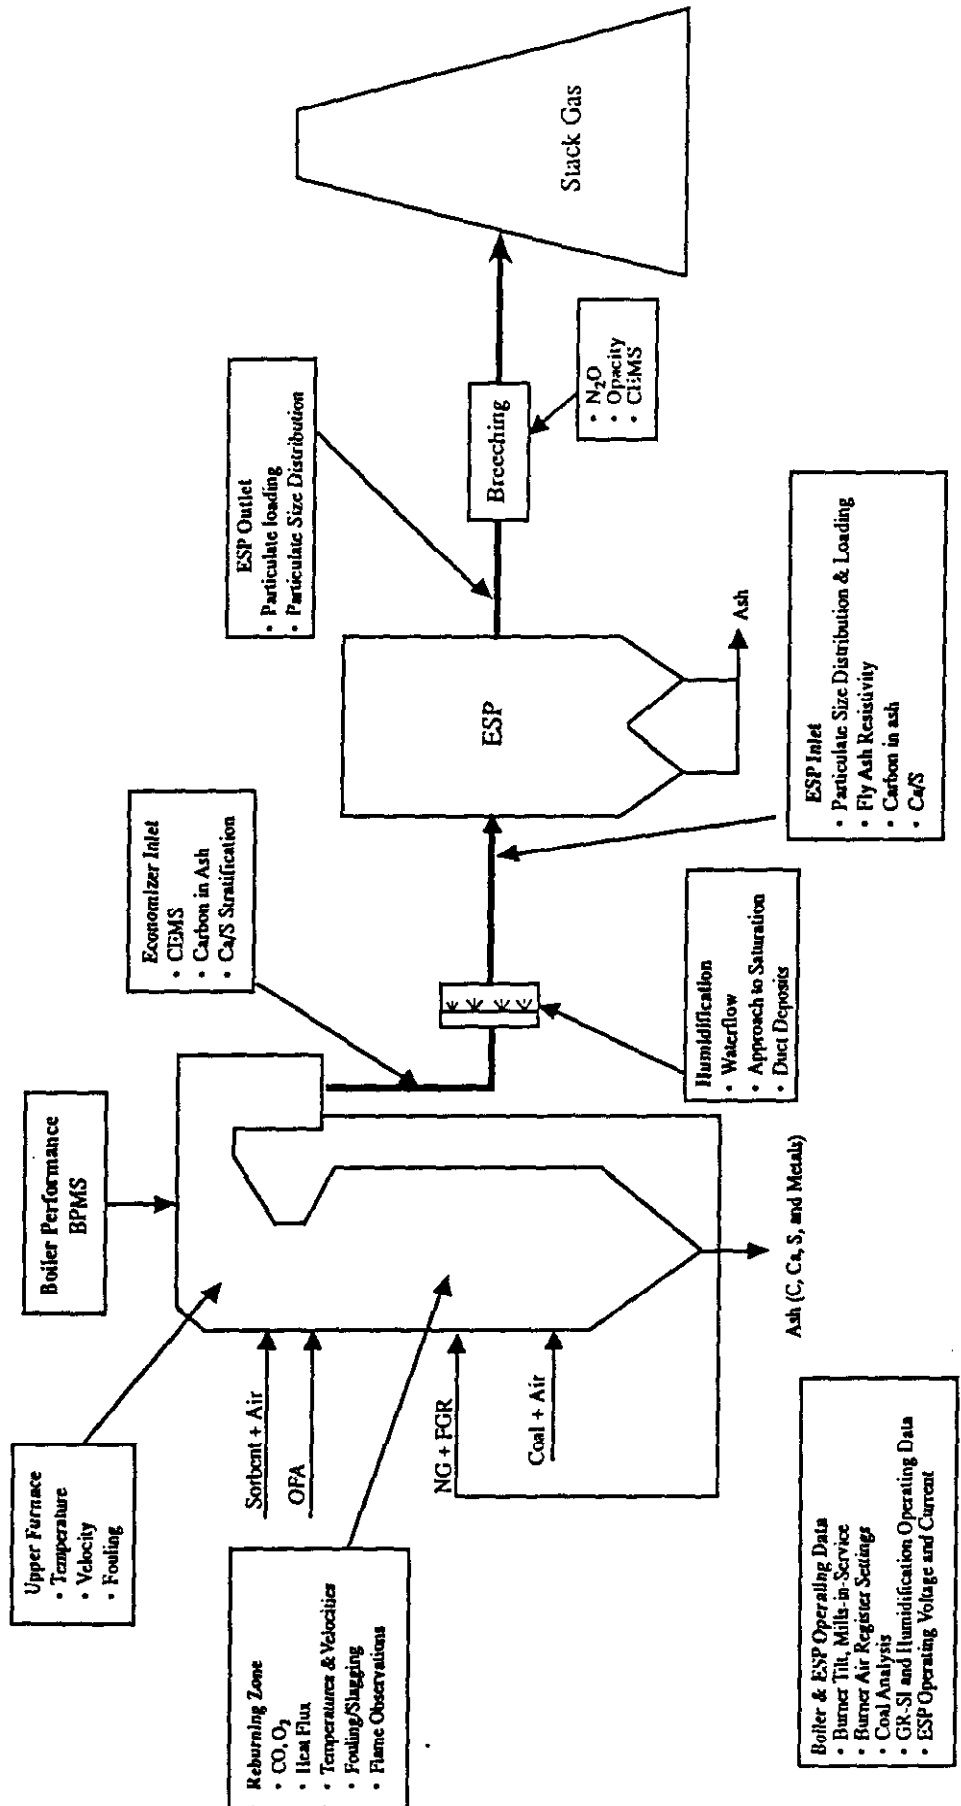 Upper Furnace
• Temperature
• Velocity
• Fouling
Boiler Performance
BPMS
Economizer Inlet
• CEMS
• Carbon in Ash
• Ca/S Stratification
ESP Outlet
• Particulate loading
• Particulate Size Distribution
Sorbent + Air
OFA
NG + FGR
Coal + Air
ESP
Breeching
Stack Gas
Reburning Zone
• CO, O₂
• Heat Flux
• Temperatures & Velocities
• Fouling/Slagging
• Flame Observations
Ash (C, Ca, S, and Metals)
Humidification
• Waterflow
• Approach to Saturation
• Duct Deposits
Ash
• N₂O
• Opacity
• CEMS
ESP Inlet
• Particulate Size Distribution & Loading
• Fly Ash Resistivity
• Carbon in ash
• Ca/S
Boiler & ESP Operating Data
• Burner Tilt, Mills-in-Service
• Burner Air Register Settings
• Coal Analysis
• GR-SI and Humidification Operating Data
• ESP Operating Voltage and Current